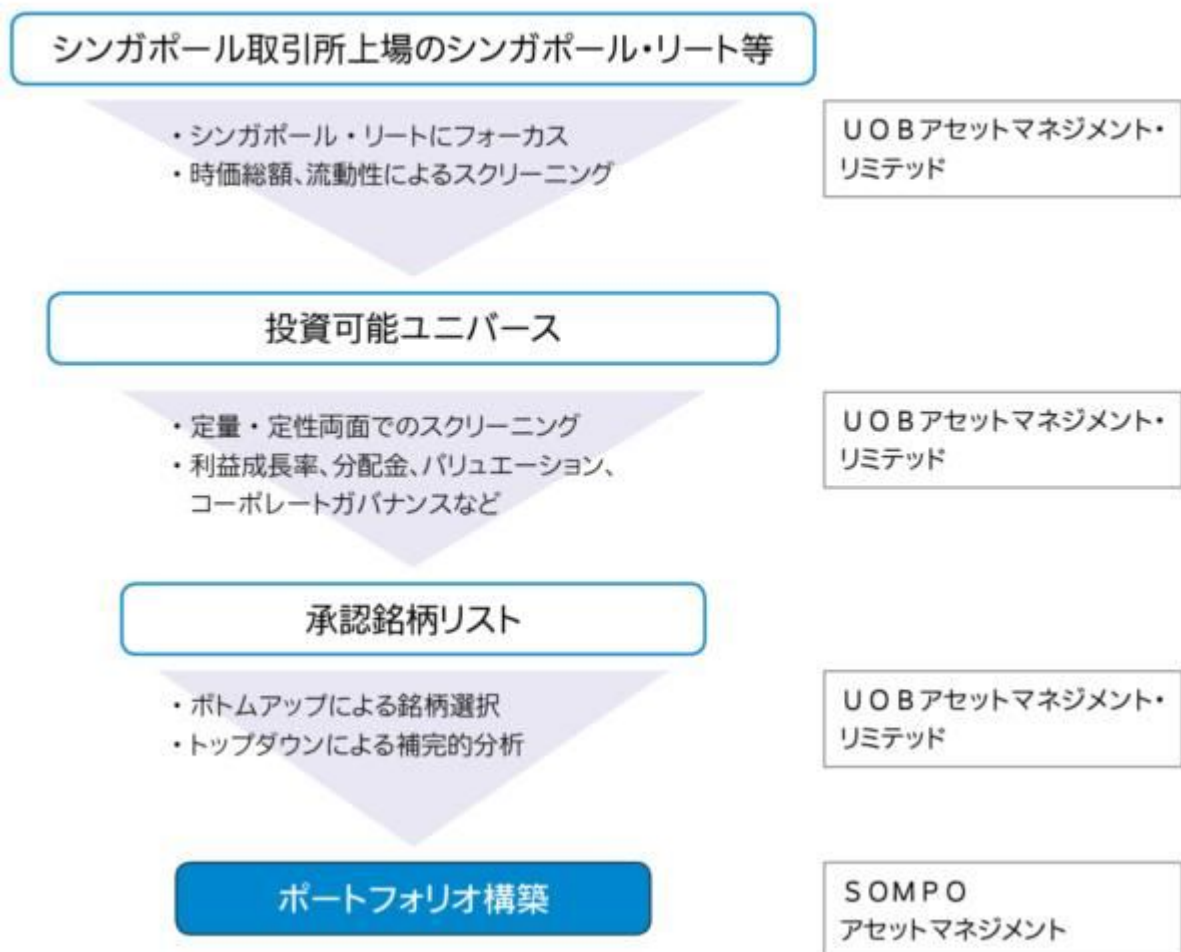 シンガポール取引所上場のシンガポール・リート等
・シンガポール・リートにフォーカス
・時価総額、流動性によるスクリーニング
ＵＯＢアセットマネジメント・
リミテッド
投資可能ユニバース
・定量・定性両面でのスクリーニング
・利益成長率、分配金、バリュエーション、
コーポレートガバナンスなど
ＵＯＢアセットマネジメント・
リミテッド
承認銘柄リスト
・ボトムアップによる銘柄選択
・トップダウンによる補完的分析
ＵＯＢアセットマネジメント・
リミテッド
ポートフォリオ構築
ＳＯＭＰＯ
アセットマネジメント